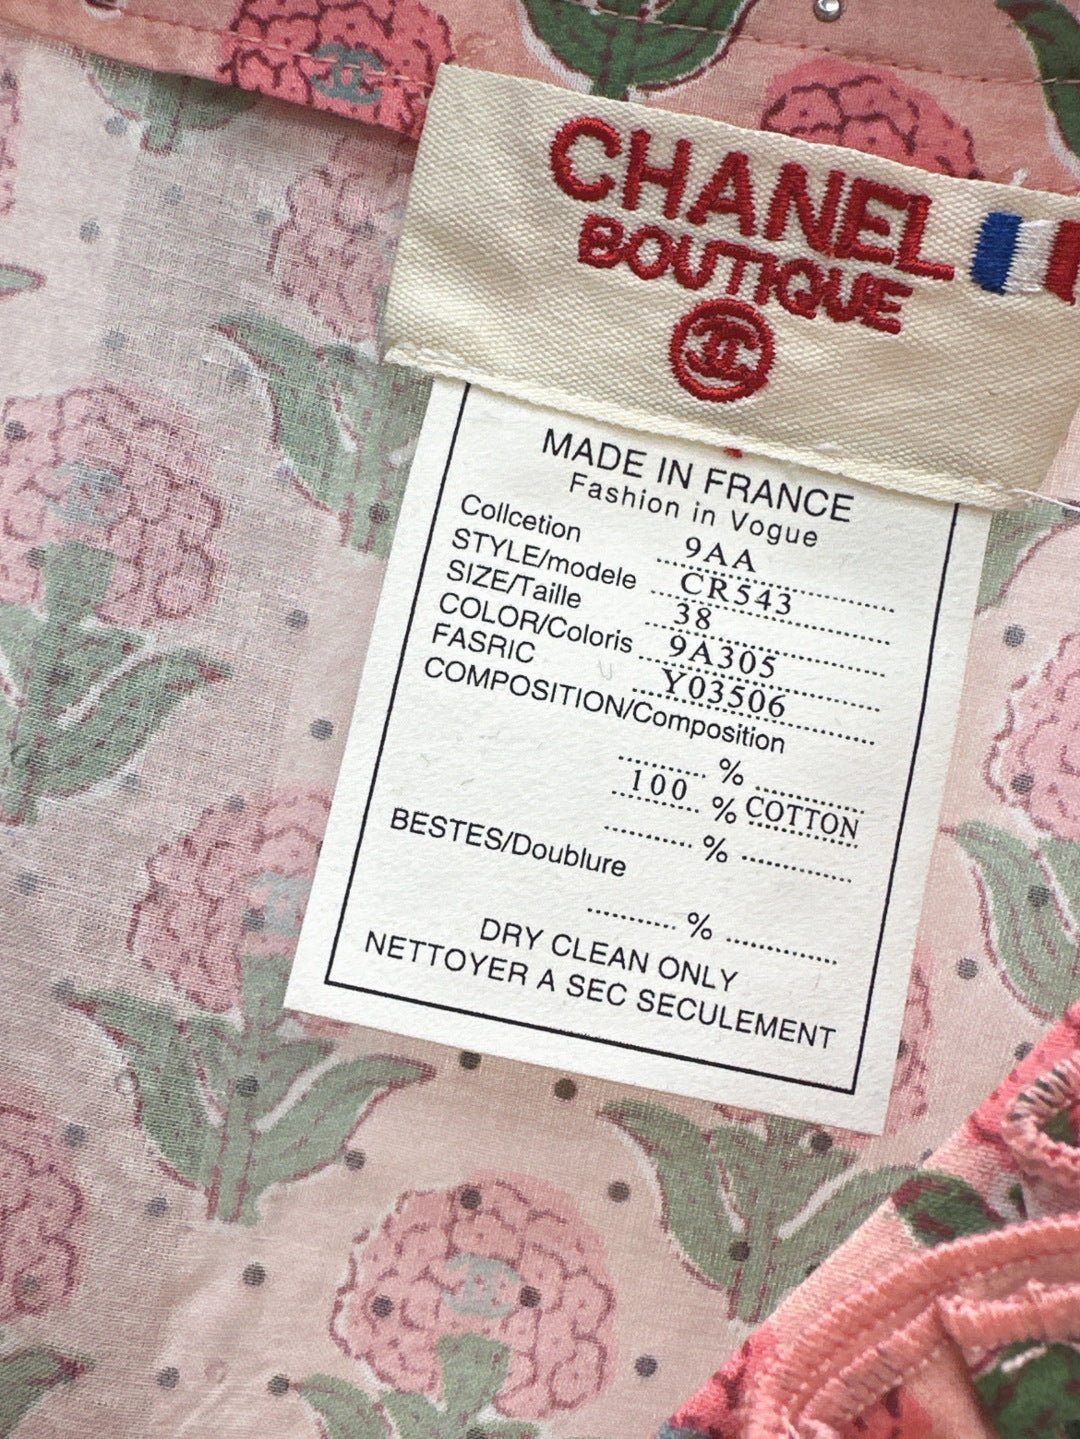 CHANEL
BOUTIQUE
MADE IN FRANCE
Fashion in Vogue
Collcetion 9AA
STYLE/modele CR543
SIZE/Taille 38
COLOR/Coloris 9A305
FASRIC Y03506
COMPOSITION/Composition
%
100 % COTTON
%
BESTES/Doublure
%
DRY CLEAN ONLY
NETTOYER A SEC SECULEMENT